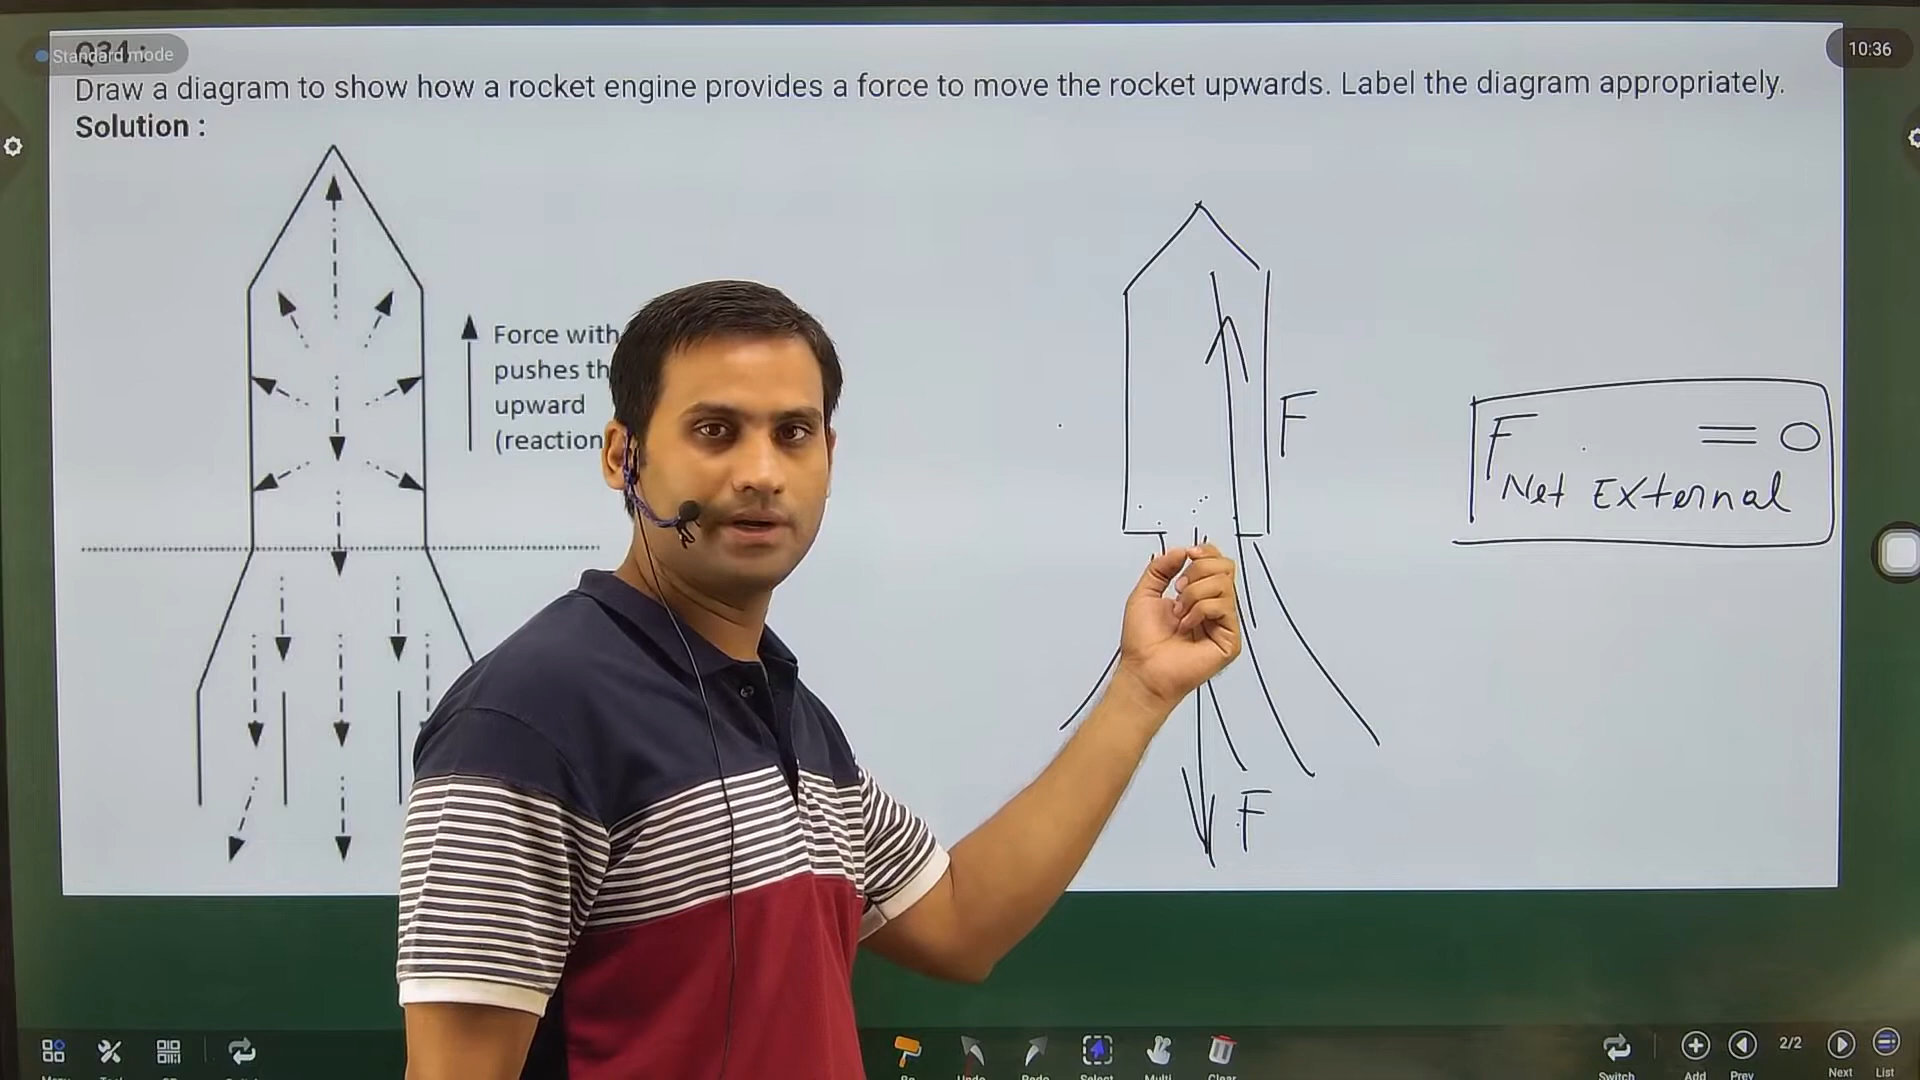 Q34 :
Standard mode
10:36
Draw a diagram to show how a rocket engine provides a force to move the rocket upwards. Label the diagram appropriately.
Solution :
Force with
pushes th
upward
(reaction
F
F = 0
Net External
F
Undo Redo Select Multi Clear
Switch Add Prev 2/2 Next List